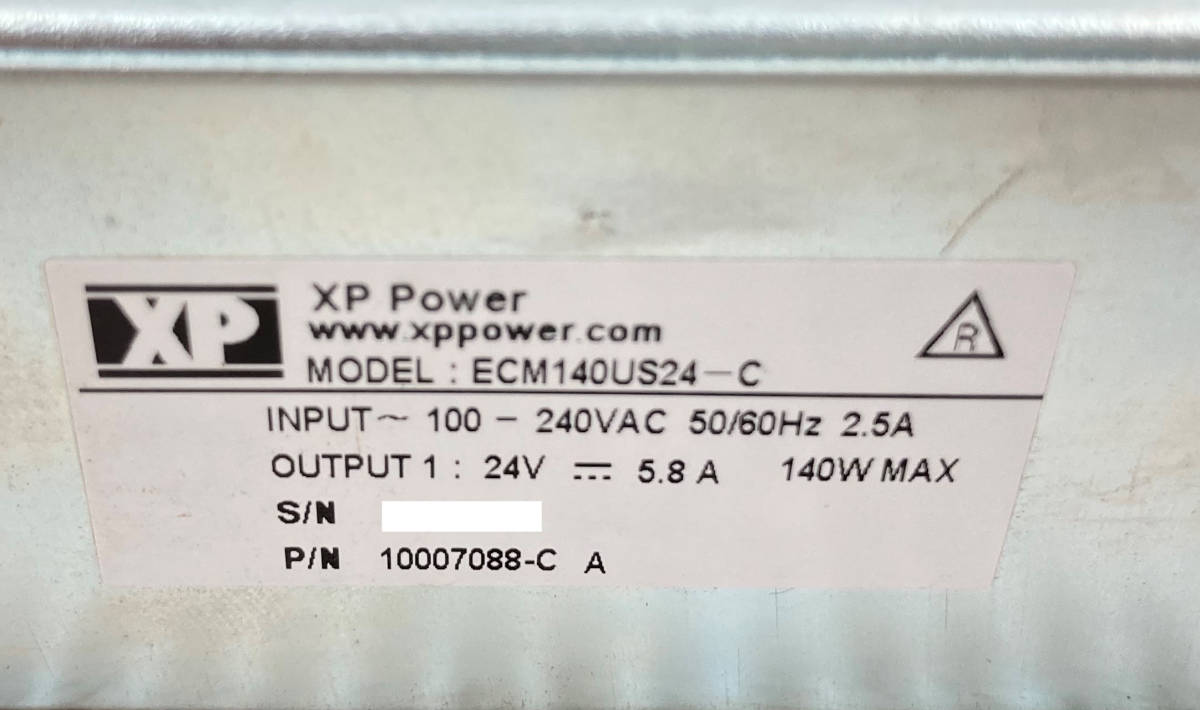 XP
XP Power
www.xppower.com
MODEL : ECM140US24-C
R
INPUT~ 100 - 240VAC 50/60Hz 2.5A
OUTPUT 1 : 24V ⎓ 5.8 A 140W MAX
S/N
P/N 10007088-C A